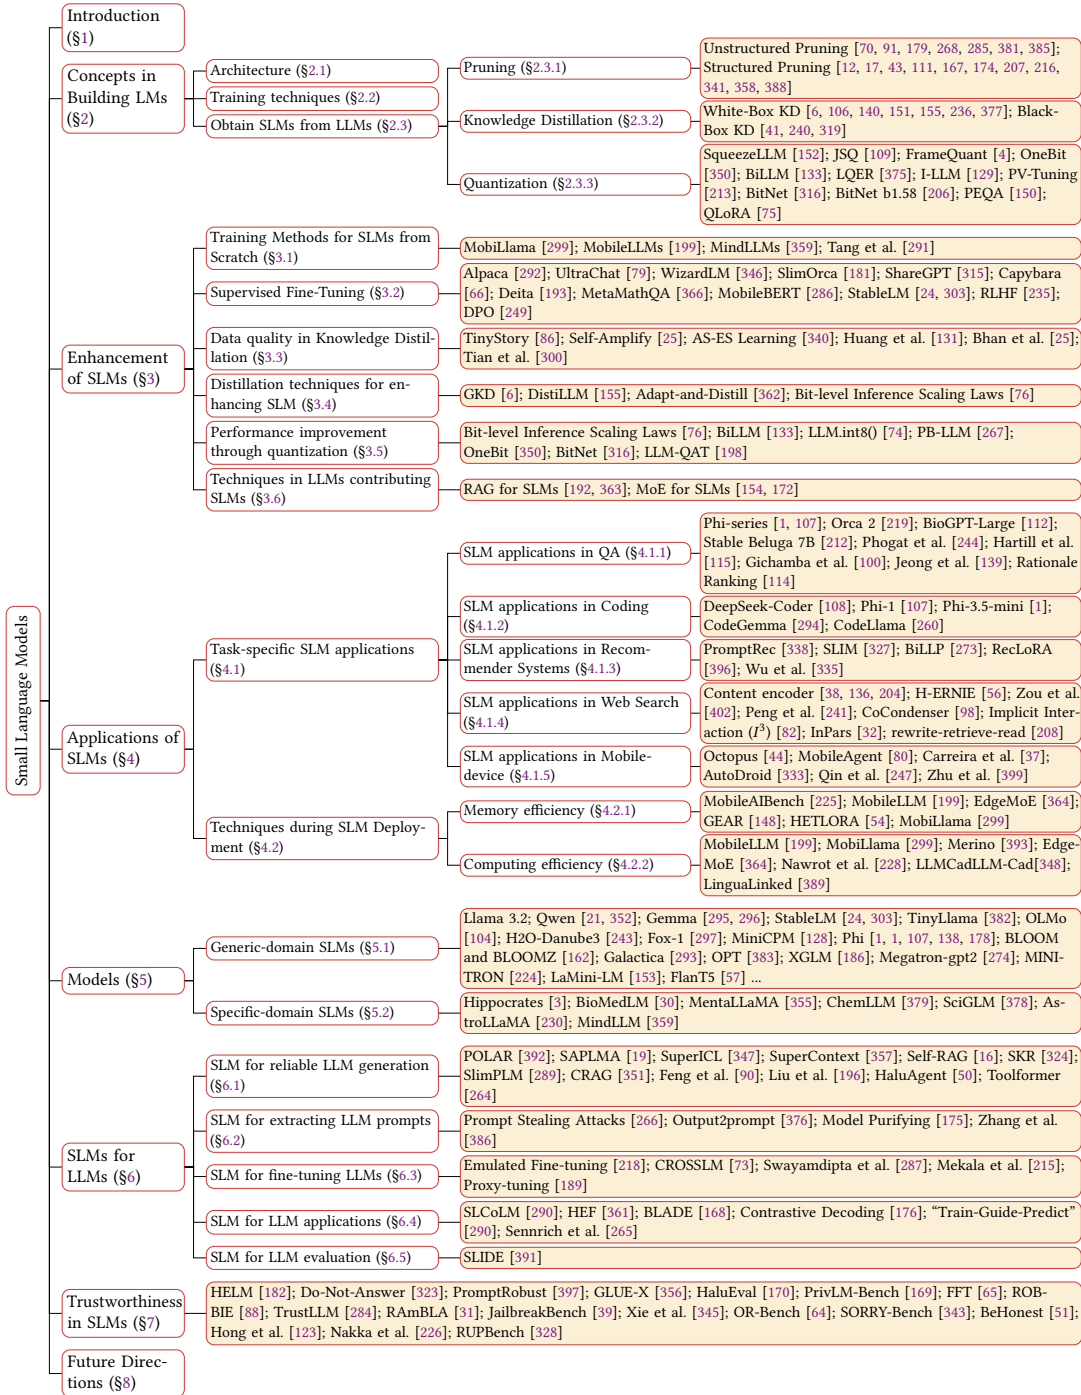 Small Language Models
Introduction
(§1)
Concepts in
Building LMs
(§2)
Architecture (§2.1)
Training techniques (§2.2)
Obtain SLMs from LLMs (§2.3)
Pruning (§2.3.1)
Unstructured Pruning [70, 91, 179, 268, 285, 381, 385];
Structured Pruning [12, 17, 43, 111, 167, 174, 207, 216,
341, 358, 388]
Knowledge Distillation (§2.3.2)
White-Box KD [6, 106, 140, 151, 155, 236, 377]; Black-
Box KD [41, 240, 319]
Quantization (§2.3.3)
SqueezeLLM [152]; JSQ [109]; FrameQuant [4]; OneBit
[350]; BiLLM [133]; LQER [375]; I-LLM [129]; PV-Tuning
[213]; BitNet [316]; BitNet b1.58 [206]; PEQA [150];
QLoRA [75]
Enhancement
of SLMs (§3)
Training Methods for SLMs from
Scratch (§3.1)
MobiLlama [299]; MobileLLMs [199]; MindLLMs [359]; Tang et al. [291]
Supervised Fine-Tuning (§3.2)
Alpaca [292]; UltraChat [79]; WizardLM [346]; SlimOrca [181]; ShareGPT [315]; Capybara
[66]; Deita [193]; MetaMathQA [366]; MobileBERT [286]; StableLM [24, 303]; RLHF [235];
DPO [249]
Data quality in Knowledge Distil-
lation (§3.3)
TinyStory [86]; Self-Amplify [25]; AS-ES Learning [340]; Huang et al. [131]; Bhan et al. [25];
Tian et al. [300]
Distillation techniques for en-
hancing SLM (§3.4)
GKD [6]; DistiLLM [155]; Adapt-and-Distill [362]; Bit-level Inference Scaling Laws [76]
Performance improvement
through quantization (§3.5)
Bit-level Inference Scaling Laws [76]; BiLLM [133]; LLM.int8() [74]; PB-LLM [267];
OneBit [350]; BitNet [316]; LLM-QAT [198]
Techniques in LLMs contributing
SLMs (§3.6)
RAG for SLMs [192, 363]; MoE for SLMs [154, 172]
Applications of
SLMs (§4)
Task-specific SLM applications
(§4.1)
SLM applications in QA (§4.1.1)
Phi-series [1, 107]; Orca 2 [219]; BioGPT-Large [112];
Stable Beluga 7B [212]; Phogat et al. [244]; Hartill et al.
[115]; Gichamba et al. [100]; Jeong et al. [139]; Rationale
Ranking [114]
SLM applications in Coding
(§4.1.2)
DeepSeek-Coder [108]; Phi-1 [107]; Phi-3.5-mini [1];
CodeGemma [294]; CodeLlama [260]
SLM applications in Recom-
mender Systems (§4.1.3)
PromptRec [338]; SLIM [327]; BiLLP [273]; RecLoRA
[396]; Wu et al. [335]
SLM applications in Web Search
(§4.1.4)
Content encoder [38, 136, 204]; H-ERNIE [56]; Zou et al.
[402]; Peng et al. [241]; CoCondenser [98]; Implicit Inter-
action (I³) [82]; InPars [32]; rewrite-retrieve-read [208]
SLM applications in Mobile-
device (§4.1.5)
Octopus [44]; MobileAgent [80]; Carreira et al. [37];
AutoDroid [333]; Qin et al. [247]; Zhu et al. [399]
Techniques during SLM Deploy-
ment (§4.2)
Memory efficiency (§4.2.1)
MobileAIBench [225]; MobileLLM [199]; EdgeMoE [364];
GEAR [148]; HETLORA [54]; MobiLlama [299]
Computing efficiency (§4.2.2)
MobileLLM [199]; MobiLlama [299]; Merino [393]; Edge-
MoE [364]; Nawrot et al. [228]; LLMCadLLM-Cad[348];
LinguaLinked [389]
Models (§5)
Generic-domain SLMs (§5.1)
Llama 3.2; Qwen [21, 352]; Gemma [295, 296]; StableLM [24, 303]; TinyLlama [382]; OLMo
[104]; H2O-Danube3 [243]; Fox-1 [297]; MiniCPM [128]; Phi [1, 1, 107, 138, 178]; BLOOM
and BLOOMZ [162]; Galactica [293]; OPT [383]; XGLM [186]; Megatron-gpt2 [274]; MINI-
TRON [224]; LaMini-LM [153]; FlanT5 [57] ...
Specific-domain SLMs (§5.2)
Hippocrates [3]; BioMedLM [30]; MentaLLaMA [355]; ChemLLM [379]; SciGLM [378]; As-
troLLaMA [230]; MindLLM [359]
SLMs for
LLMs (§6)
SLM for reliable LLM generation
(§6.1)
POLAR [392]; SAPLMA [19]; SuperICL [347]; SuperContext [357]; Self-RAG [16]; SKR [324];
SlimPLM [289]; CRAG [351]; Feng et al. [90]; Liu et al. [196]; HaluAgent [50]; Toolformer
[264]
SLM for extracting LLM prompts
(§6.2)
Prompt Stealing Attacks [266]; Output2prompt [376]; Model Purifying [175]; Zhang et al.
[386]
SLM for fine-tuning LLMs (§6.3)
Emulated Fine-tuning [218]; CROSSLM [73]; Swayamdipta et al. [287]; Mekala et al. [215];
Proxy-tuning [189]
SLM for LLM applications (§6.4)
SLCoLM [290]; HEF [361]; BLADE [168]; Contrastive Decoding [176]; “Train-Guide-Predict”
[290]; Sennrich et al. [265]
SLM for LLM evaluation (§6.5)
SLIDE [391]
Trustworthiness
in SLMs (§7)
HELM [182]; Do-Not-Answer [323]; PromptRobust [397]; GLUE-X [356]; HaluEval [170]; PrivLM-Bench [169]; FFT [65]; ROB-
BIE [88]; TrustLLM [284]; RAmBLA [31]; JailbreakBench [39]; Xie et al. [345]; OR-Bench [64]; SORRY-Bench [343]; BeHonest [51];
Hong et al. [123]; Nakka et al. [226]; RUPBench [328]
Future Direc-
tions (§8)